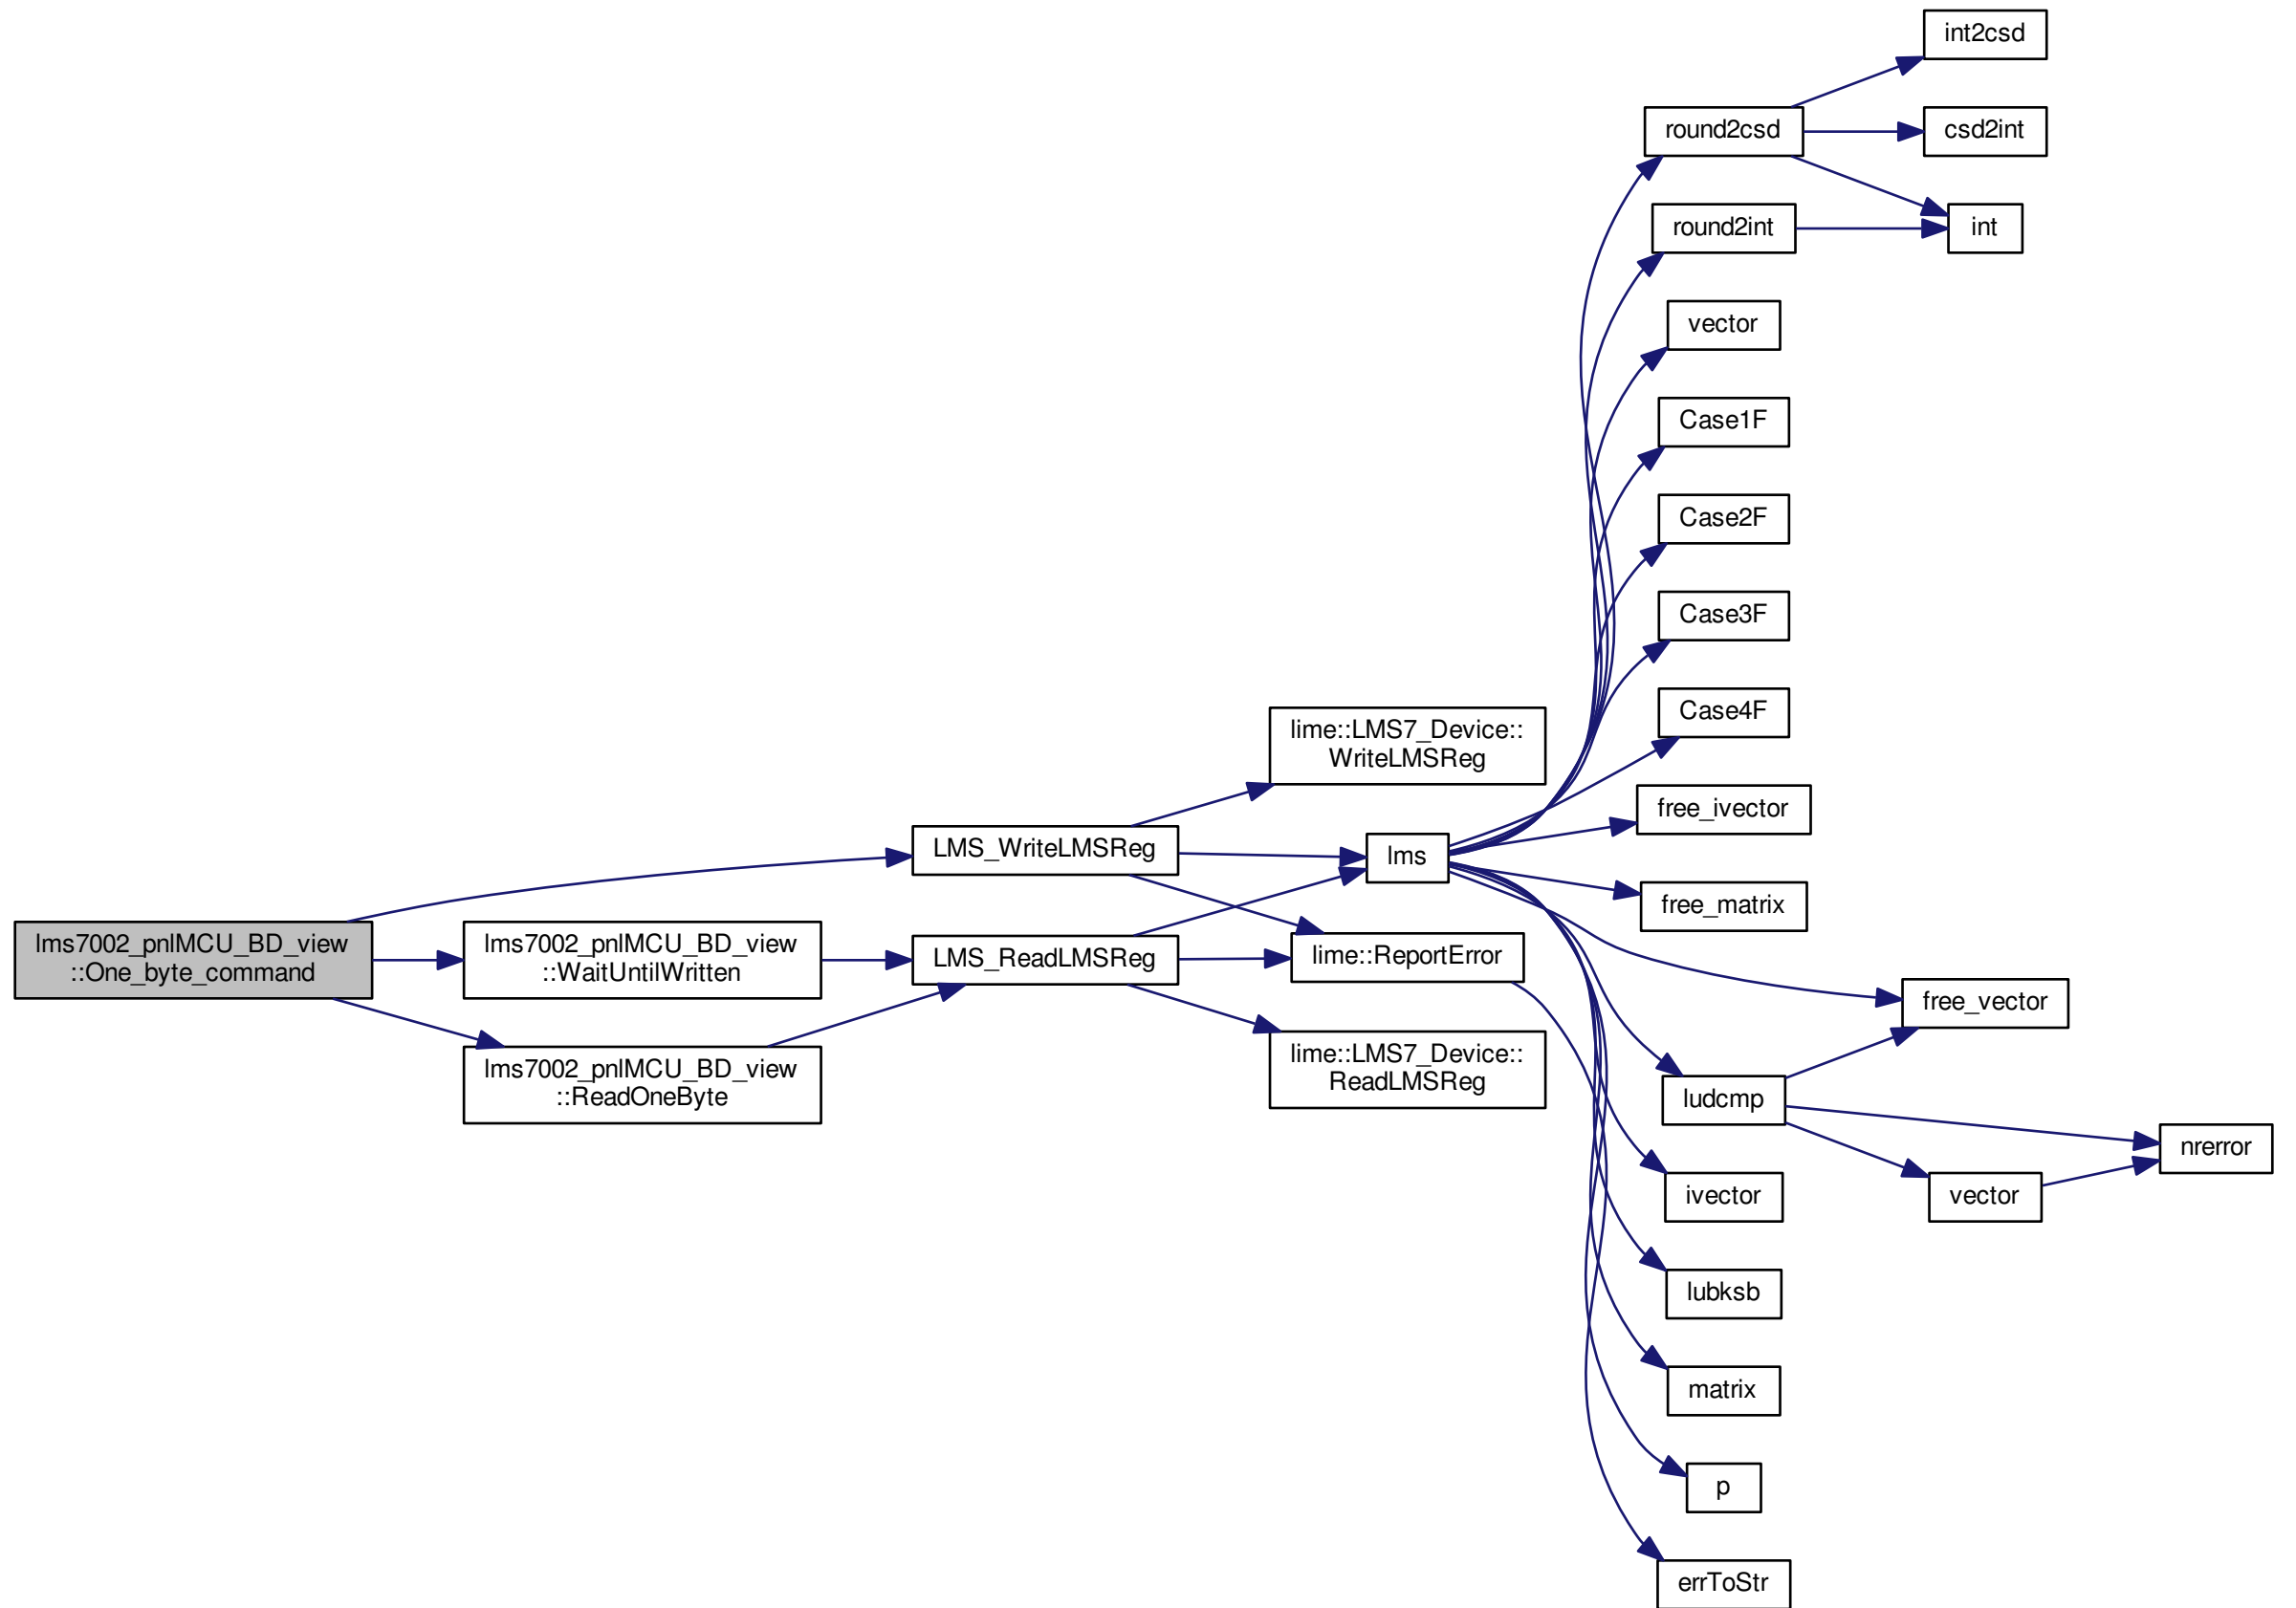 int2csd
round2csd
csd2int
round2int
int
vector
Case1F
Case2F
Case3F
Case4F
lime::LMS7_Device::
WriteLMSReg
free_ivector
LMS_WriteLMSReg
lms
free_matrix
lms7002_pnlMCU_BD_view
::One_byte_command
lms7002_pnlMCU_BD_view
::WaitUntilWritten
LMS_ReadLMSReg
lime::ReportError
free_vector
lms7002_pnlMCU_BD_view
::ReadOneByte
lime::LMS7_Device::
ReadLMSReg
ludcmp
nrerror
ivector
vector
lubksb
matrix
p
errToStr